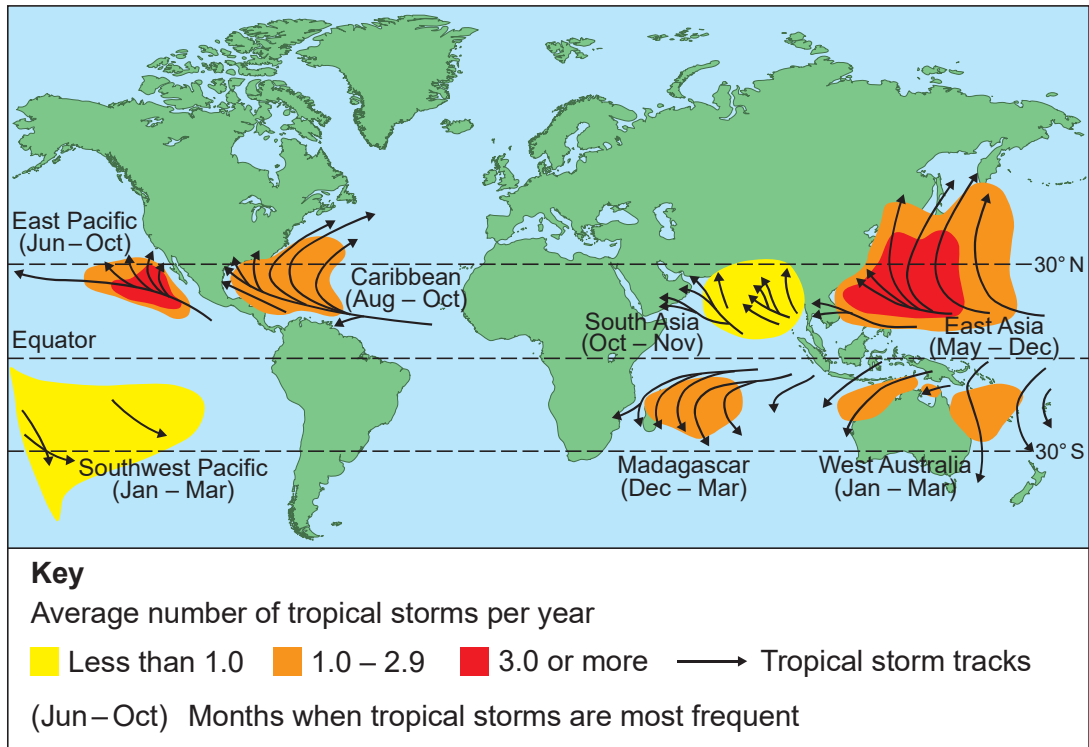 East Pacific
(Jun – Oct)
Caribbean
(Aug – Oct)
30° N
South Asia
(Oct – Nov)
East Asia
(May – Dec)
Equator
30° S
Southwest Pacific
(Jan – Mar)
Madagascar
(Dec – Mar)
West Australia
(Jan – Mar)
Key
Average number of tropical storms per year
Less than 1.0 1.0 – 2.9 3.0 or more Tropical storm tracks
(Jun – Oct) Months when tropical storms are most frequent